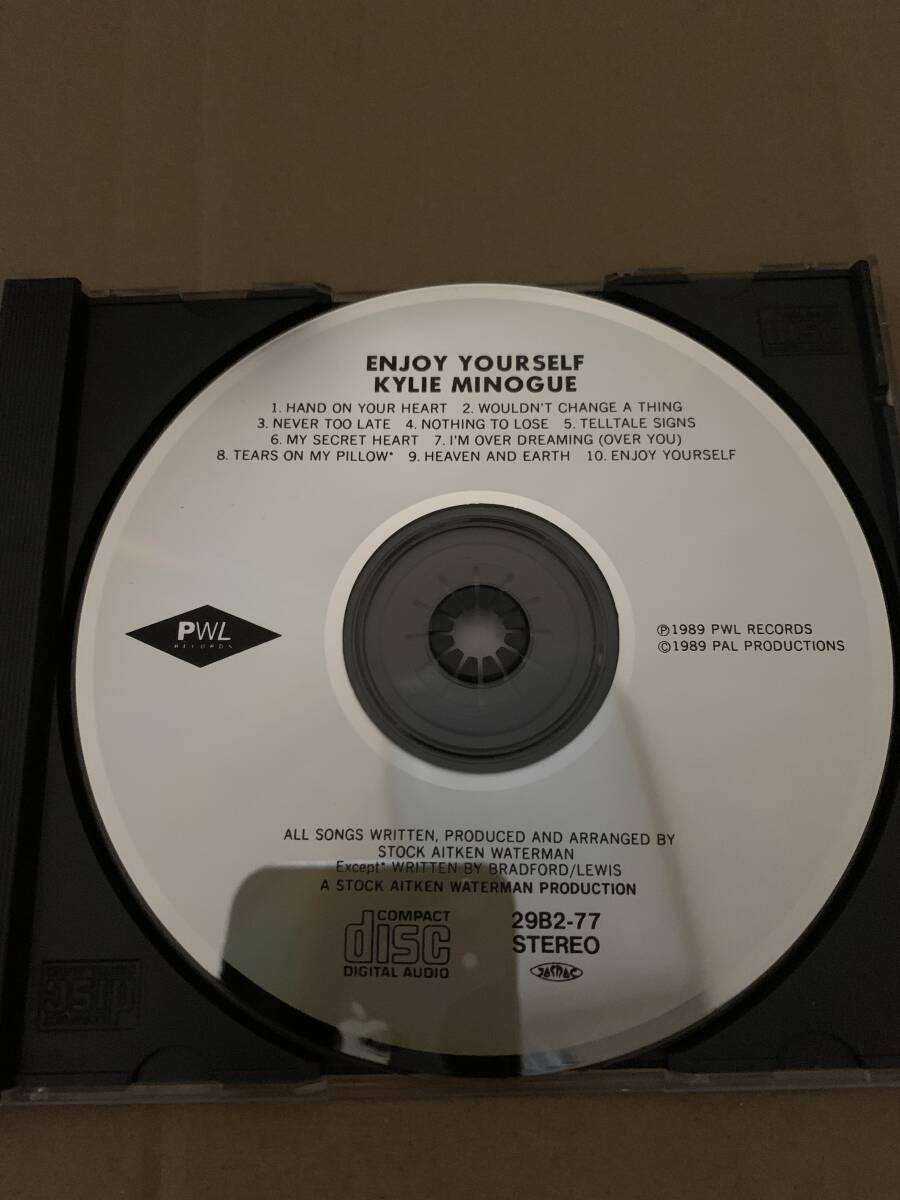 ENJOY YOURSELF
KYLIE MINOGUE
1. HAND ON YOUR HEART 2. WOULDN'T CHANGE A THING
3. NEVER TOO LATE 4. NOTHING TO LOSE 5. TELLTALE SIGNS
6. MY SECRET HEART 7. I'M OVER DREAMING (OVER YOU)
8. TEARS ON MY PILLOW* 9. HEAVEN AND EARTH 10. ENJOY YOURSELF
PWL
RECORDS
Ⓟ1989 PWL RECORDS
©1989 PAL PRODUCTIONS
ALL SONGS WRITTEN, PRODUCED AND ARRANGED BY
STOCK AITKEN WATERMAN
Except* WRITTEN BY BRADFORD/LEWIS
A STOCK AITKEN WATERMAN PRODUCTION
COMPACT
disc
DIGITAL AUDIO
29B2-77
STEREO
JASRAC